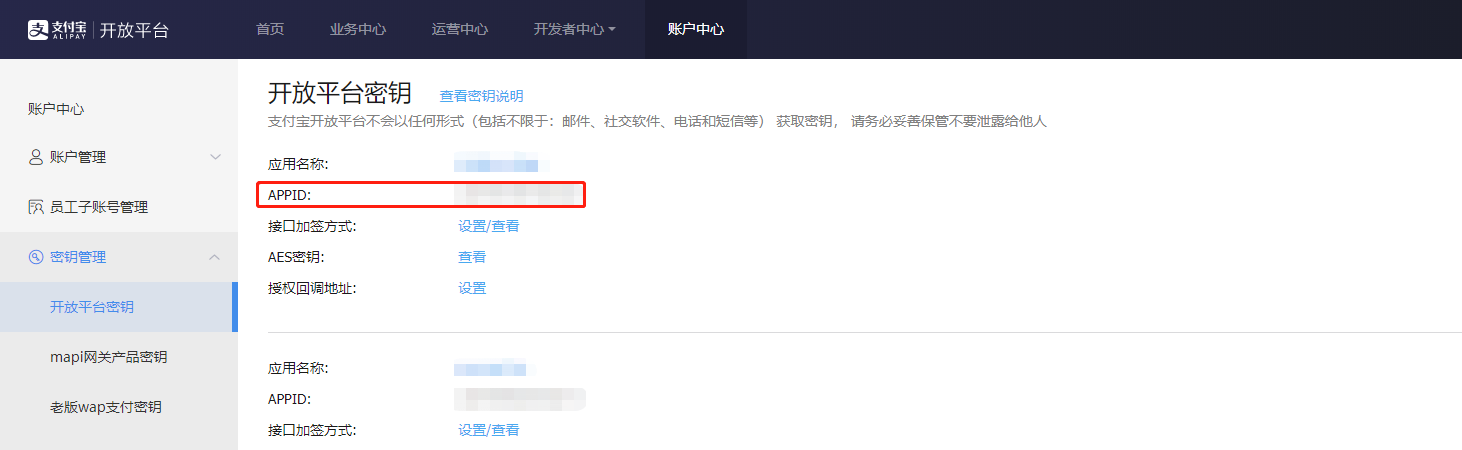 支付宝 ALIPAY 开放平台 首页 业务中心 运营中心 开发者中心 账户中心
账户中心
账户管理
员工子账号管理
密钥管理
开放平台密钥
mapi网关产品密钥
老版wap支付密钥
开放平台密钥 查看密钥说明
支付宝开放平台不会以任何形式（包括不限于：邮件、社交软件、电话和短信等） 获取密钥， 请务必妥善保管不要泄露给他人
应用名称:
APPID:
接口加签方式: 设置/查看
AES密钥: 查看
授权回调地址: 设置
应用名称:
APPID:
接口加签方式: 设置/查看